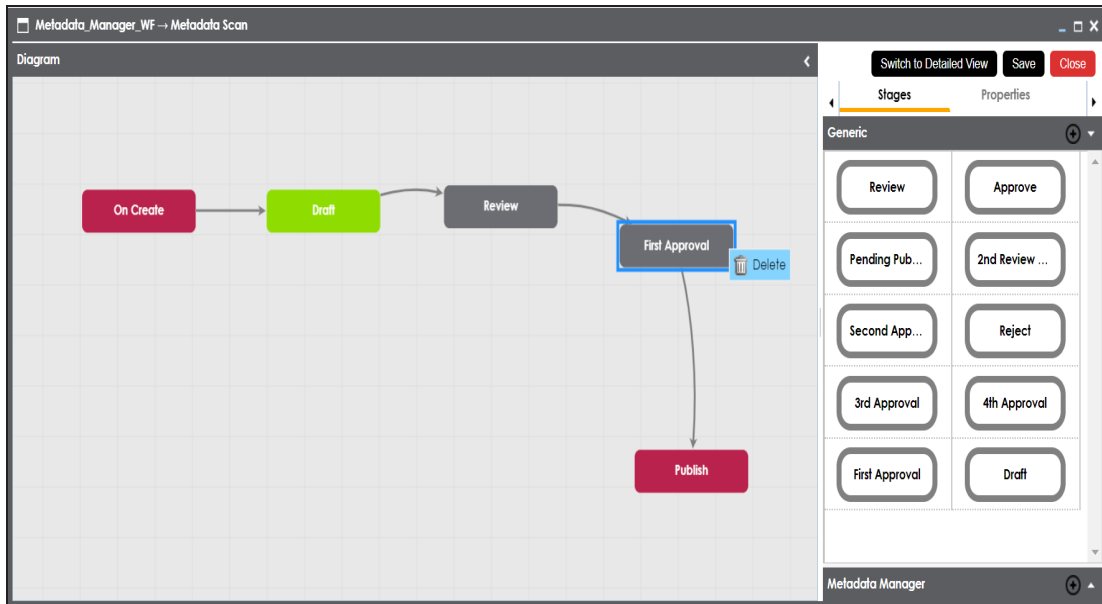 Metadata_Manager_WF → Metadata Scan
Diagram
Switch to Detailed View
Save
Close
Stages
Properties
Generic
On Create
Draft
Review
First Approval
Delete
Publish
Review
Approve
Pending Pub...
2nd Review ...
Second App...
Reject
3rd Approval
4th Approval
First Approval
Draft
Metadata Manager